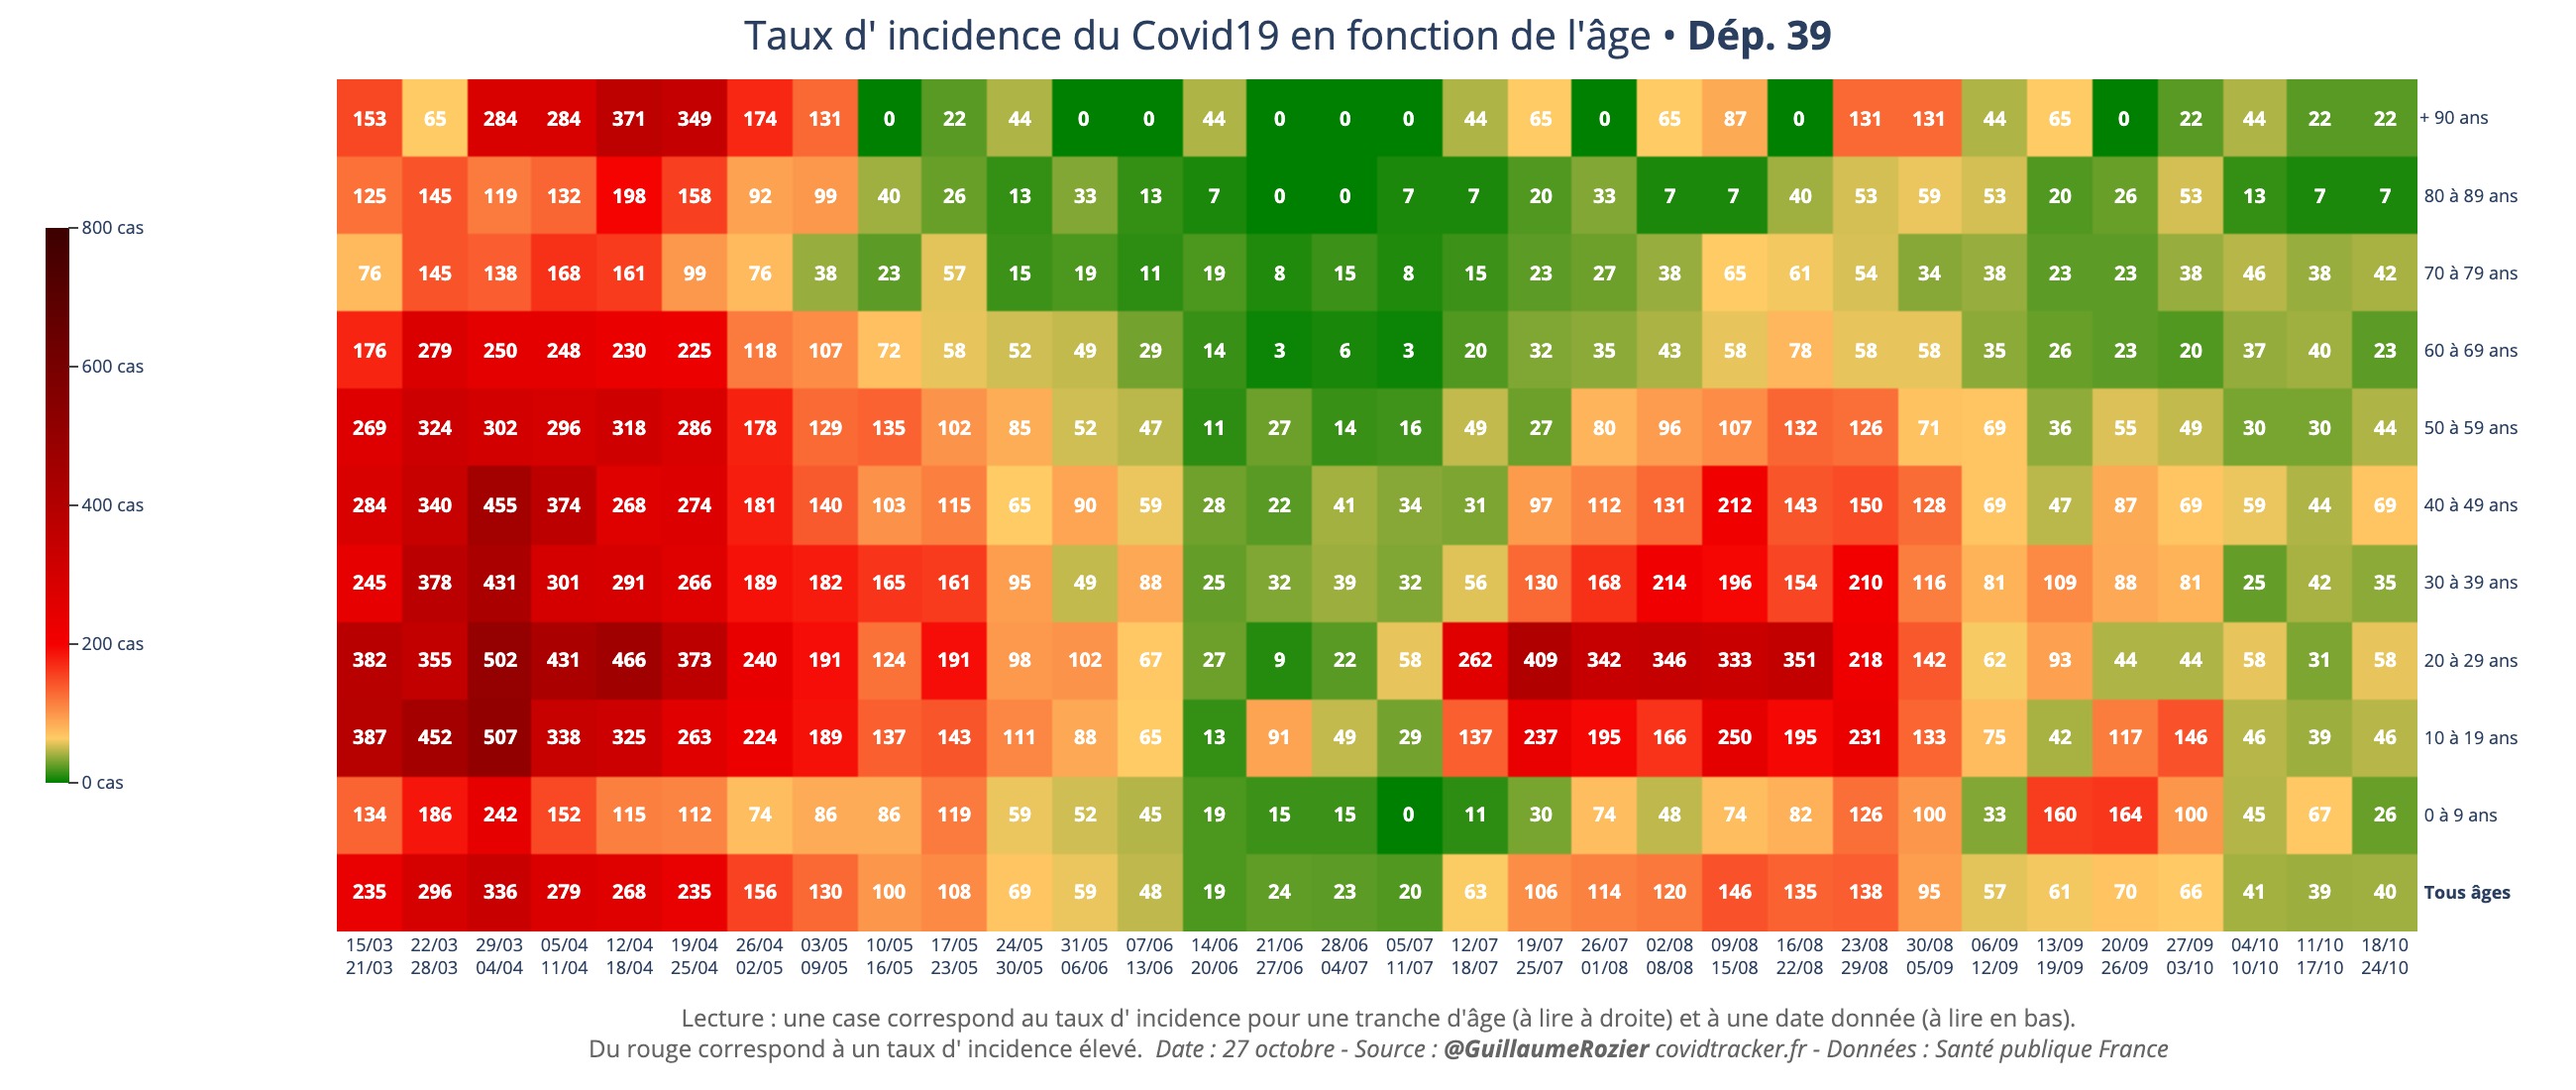 Taux d' incidence du Covid19 en fonction de l'âge • Dép. 39
153 65 284 284 371 349 174 131 0 22 44 0 0 44 0 0 0 44 65 0 65 87 0 131 131 44 65 0 22 44 22 22 + 90 ans
125 145 119 132 198 158 92 99 40 26 13 33 13 7 0 0 7 7 20 33 7 7 40 53 59 53 20 26 53 13 7 7 80 à 89 ans
800 cas
76 145 138 168 161 99 76 38 23 57 15 19 11 19 8 15 8 15 23 27 38 65 61 54 34 38 23 23 38 46 38 42 70 à 79 ans
600 cas
176 279 250 248 230 225 118 107 72 58 52 49 29 14 3 6 3 20 32 35 43 58 78 58 58 35 26 23 20 37 40 23 60 à 69 ans
269 324 302 296 318 286 178 129 135 102 85 52 47 11 27 14 16 49 27 80 96 107 132 126 71 69 36 55 49 30 30 44 50 à 59 ans
400 cas
284 340 455 374 268 274 181 140 103 115 65 90 59 28 22 41 34 31 97 112 131 212 143 150 128 69 47 87 69 59 44 69 40 à 49 ans
245 378 431 301 291 266 189 182 165 161 95 49 88 25 32 39 32 56 130 168 214 196 154 210 116 81 109 88 81 25 42 35 30 à 39 ans
200 cas
382 355 502 431 466 373 240 191 124 191 98 102 67 27 9 22 58 262 409 342 346 333 351 218 142 62 93 44 44 58 31 58 20 à 29 ans
387 452 507 338 325 263 224 189 137 143 111 88 65 13 91 49 29 137 237 195 166 250 195 231 133 75 42 117 146 46 39 46 10 à 19 ans
0 cas
134 186 242 152 115 112 74 86 86 119 59 52 45 19 15 15 0 11 30 74 48 74 82 126 100 33 160 164 100 45 67 26 0 à 9 ans
235 296 336 279 268 235 156 130 100 108 69 59 48 19 24 23 20 63 106 114 120 146 135 138 95 57 61 70 66 41 39 40 Tous âges
15/03 22/03 29/03 05/04 12/04 19/04 26/04 03/05 10/05 17/05 24/05 31/05 07/06 14/06 21/06 28/06 05/07 12/07 19/07 26/07 02/08 09/08 16/08 23/08 30/08 06/09 13/09 20/09 27/09 04/10 11/10 18/10
21/03 28/03 04/04 11/04 18/04 25/04 02/05 09/05 16/05 23/05 30/05 06/06 13/06 20/06 27/06 04/07 11/07 18/07 25/07 01/08 08/08 15/08 22/08 29/08 05/09 12/09 19/09 26/09 03/10 10/10 17/10 24/10
Lecture : une case correspond au taux d' incidence pour une tranche d'âge (à lire à droite) et à une date donnée (à lire en bas).
Du rouge correspond à un taux d' incidence élevé. Date : 27 octobre - Source : @GuillaumeRozier covidtracker.fr - Données : Santé publique France